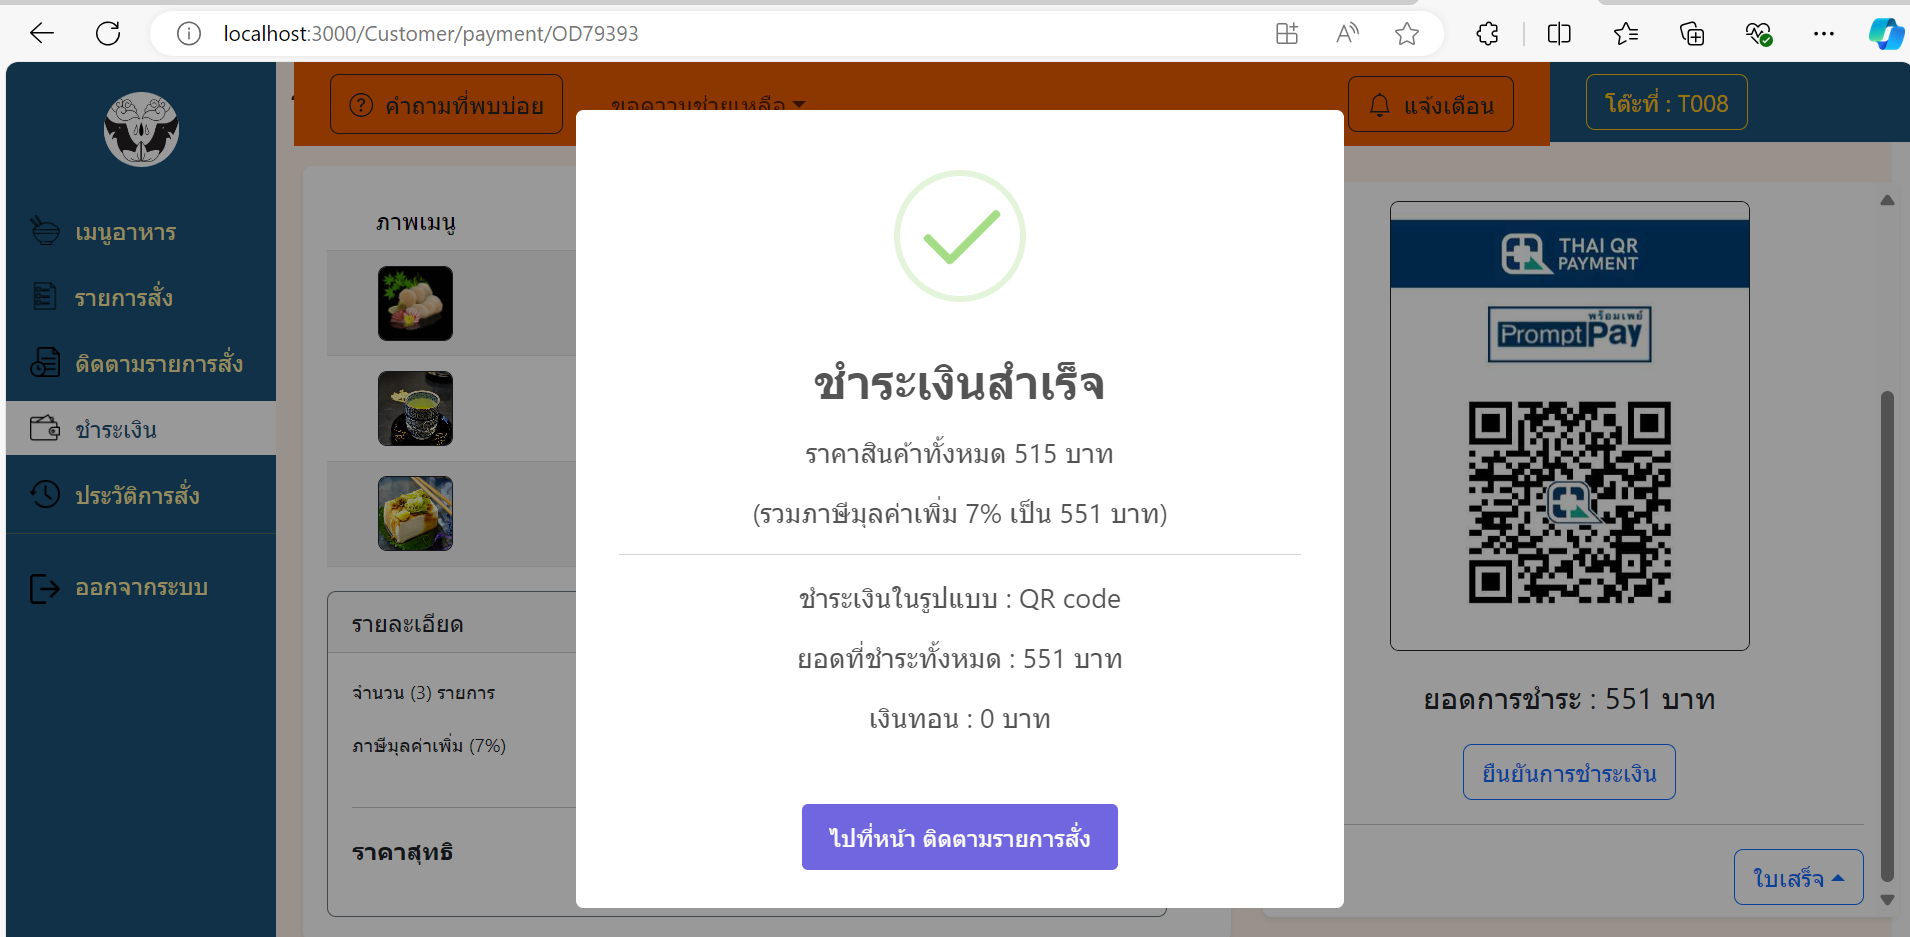 localhost:3000/Customer/payment/OD79393
คำถามที่พบบ่อย
ขอความช่วยเหลือ
แจ้งเตือน
โต๊ะที่ : T008
เมนูอาหาร
รายการสั่ง
ติดตามรายการสั่ง
ชำระเงิน
ประวัติการสั่ง
ออกจากระบบ
ภาพเมนู
รายละเอียด
จำนวน (3) รายการ
ภาษีมุลค่าเพิ่ม (7%)
ราคาสุทธิ
ชำระเงินสำเร็จ
ราคาสินค้าทั้งหมด 515 บาท
(รวมภาษีมุลค่าเพิ่ม 7% เป็น 551 บาท)
ชำระเงินในรูปแบบ : QR code
ยอดที่ชำระทั้งหมด : 551 บาท
เงินทอน : 0 บาท
ไปที่หน้า ติดตามรายการสั่ง
THAI QR
PAYMENT
พร้อมเพย์
PromptPay
ยอดการชำระ : 551 บาท
ยืนยันการชำระเงิน
ใบเสร็จ